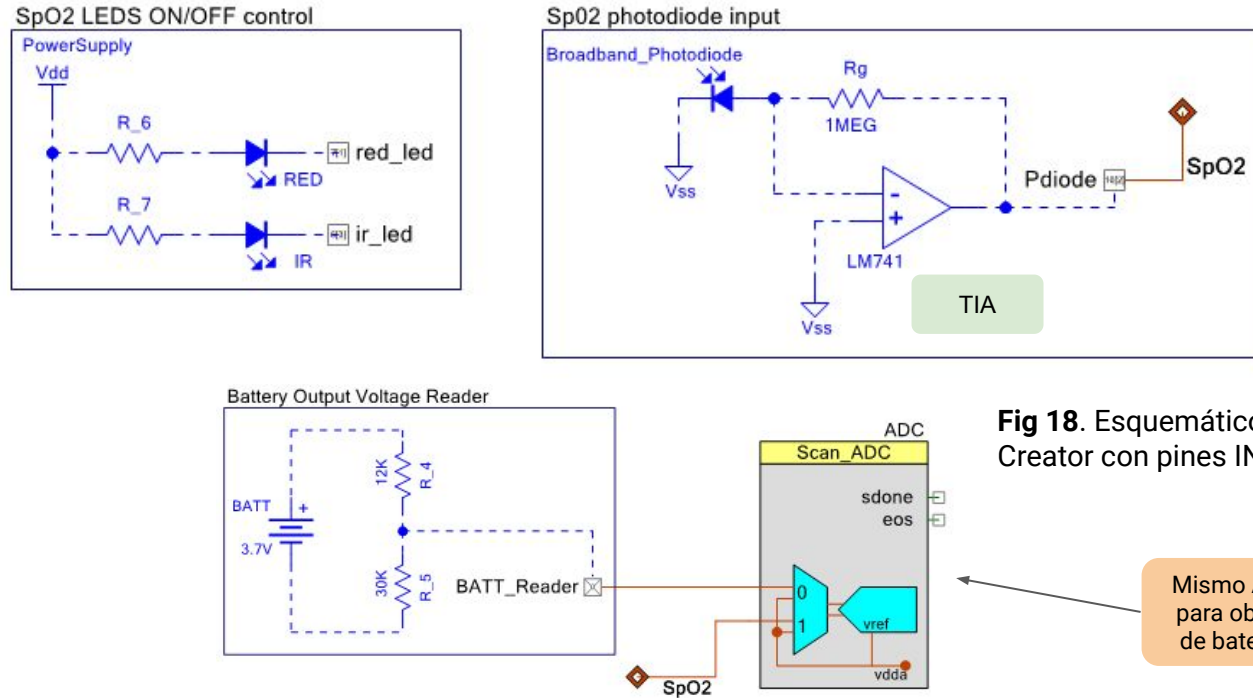 SpO2 LEDS ON/OFF control
PowerSupply
Vdd
R_6
RED
red_led
R_7
IR
ir_led
Sp02 photodiode input
Broadband_Photodiode
Rg
1MEG
Vss
-
+
LM741
Vss
Pdiode
SpO2
TIA
Battery Output Voltage Reader
BATT
+
3.7V
12K
R_4
30K
R_5
BATT_Reader
SpO2
ADC
Scan_ADC
sdone
eos
0
1
vref
vdda
Fig 18. Esquemático
Creator con pines IN
Mismo
para ob
de bate